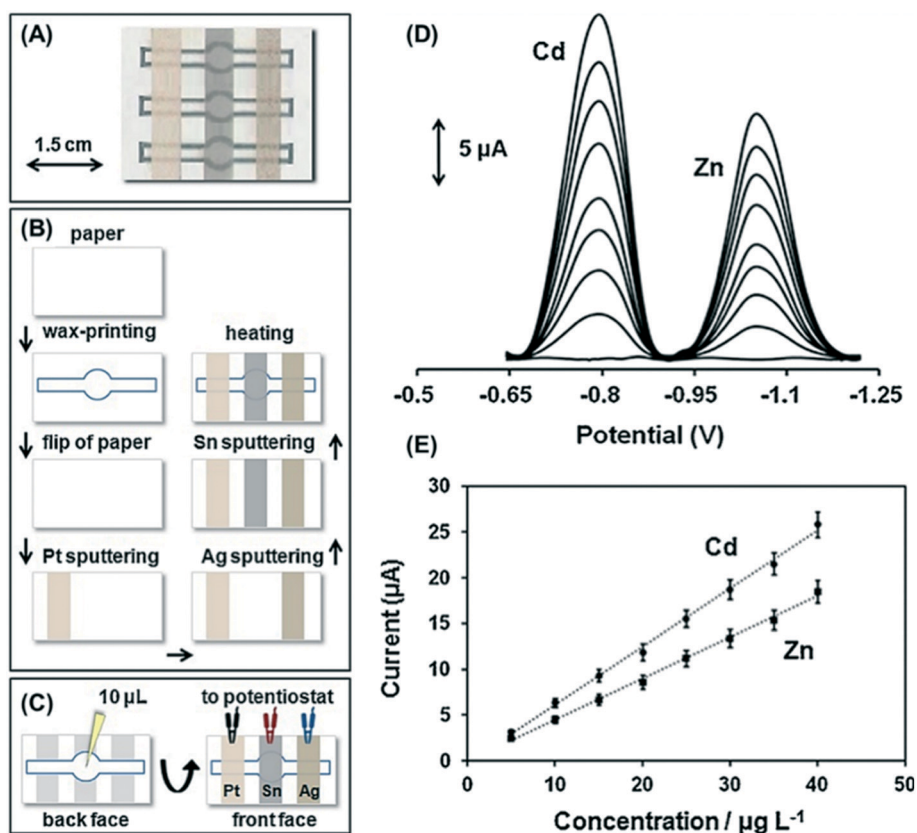 (A)
1.5 cm
(B)
paper
wax-printing
heating
flip of paper
Sn sputtering
Pt sputtering
Ag sputtering
(C)
10 µL
to potentiostat
Pt
Sn
Ag
back face
front face
(D)
Cd
5 µA
Zn
-0.5
-0.65
-0.8
-0.95
-1.1
-1.25
Potential (V)
(E)
30
25
20
15
10
5
0
Current (µA)
Cd
Zn
0
10
20
30
40
50
Concentration / µg L⁻¹